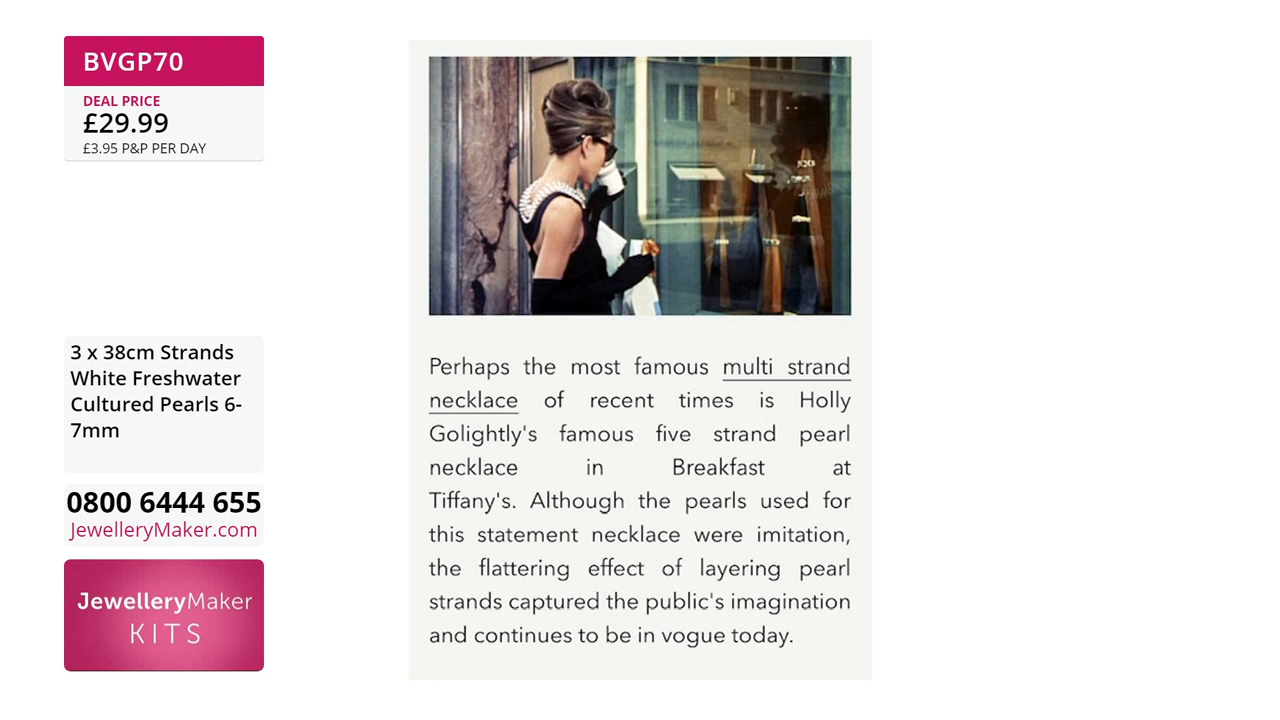 BVGP70
DEAL PRICE
£29.99
£3.95 P&P PER DAY
3 x 38cm Strands
White Freshwater
Cultured Pearls 6-
7mm
0800 6444 655
JewelleryMaker.com
JewelleryMaker
KITS
Perhaps the most famous multi strand
necklace of recent times is Holly
Golightly's famous five strand pearl
necklace in Breakfast at
Tiffany's. Although the pearls used for
this statement necklace were imitation,
the flattering effect of layering pearl
strands captured the public's imagination
and continues to be in vogue today.